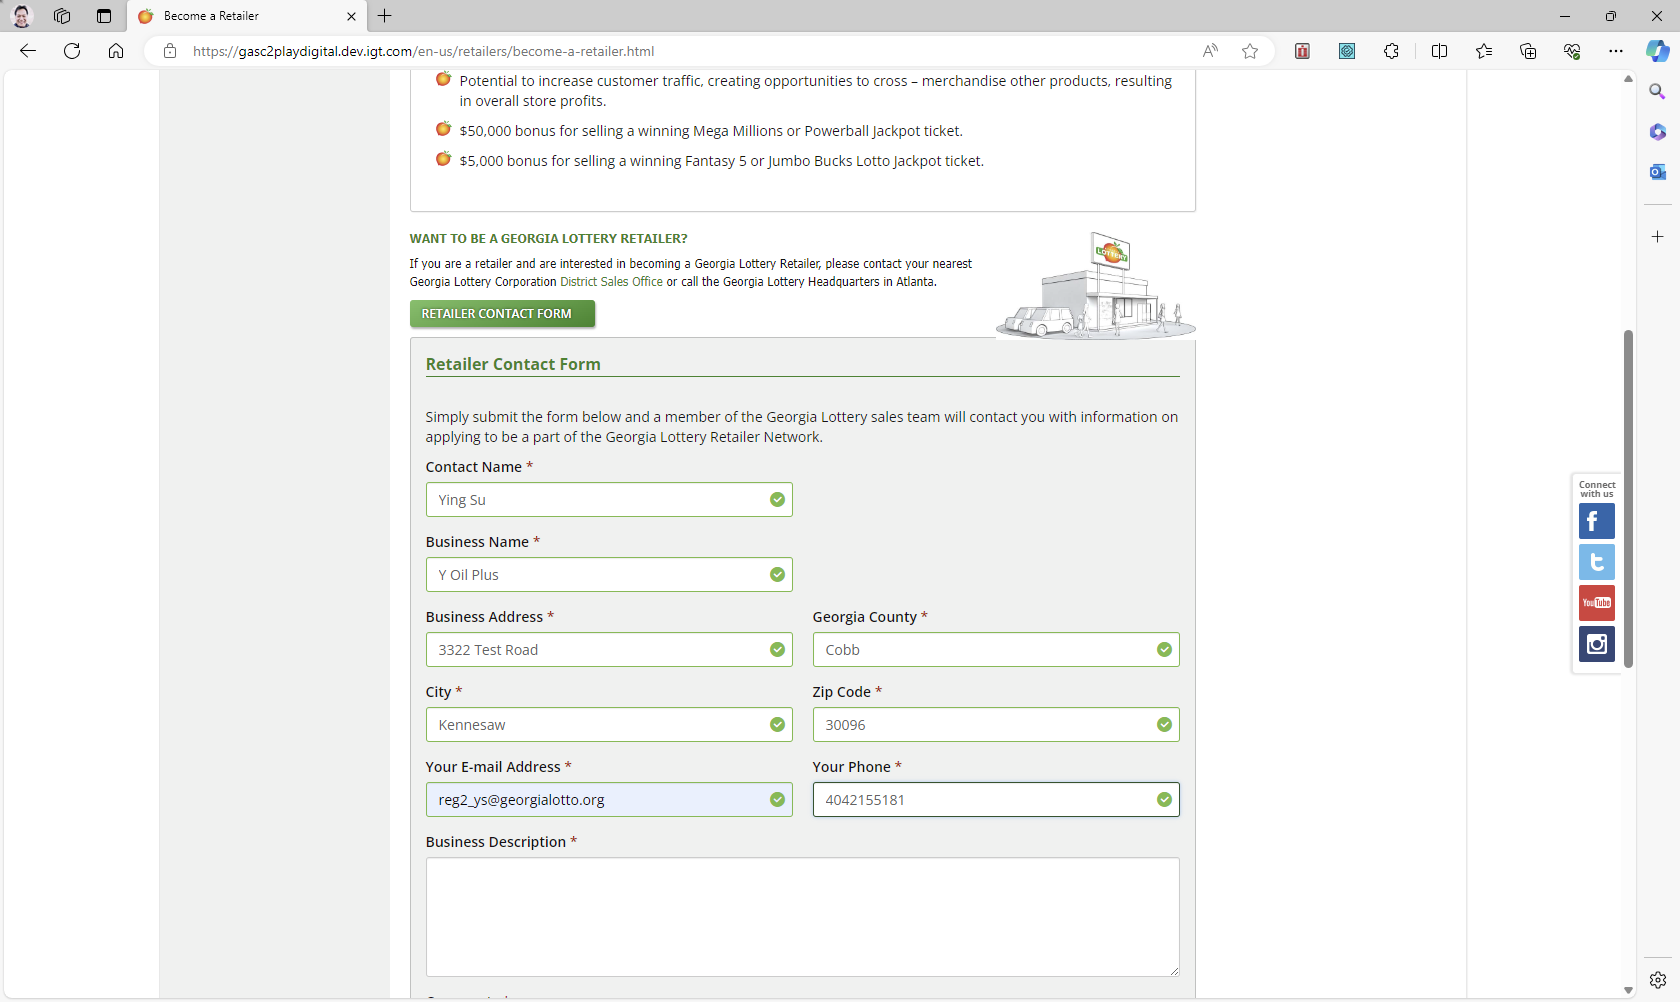 Become a Retailer
https://gasc2playdigital.dev.igt.com/en-us/retailers/become-a-retailer.html
Potential to increase customer traffic, creating opportunities to cross – merchandise other products, resulting
in overall store profits.
$50,000 bonus for selling a winning Mega Millions or Powerball Jackpot ticket.
$5,000 bonus for selling a winning Fantasy 5 or Jumbo Bucks Lotto Jackpot ticket.
WANT TO BE A GEORGIA LOTTERY RETAILER?
If you are a retailer and are interested in becoming a Georgia Lottery Retailer, please contact your nearest
Georgia Lottery Corporation District Sales Office or call the Georgia Lottery Headquarters in Atlanta.
LOTTERY
RETAILER CONTACT FORM
Retailer Contact Form
Simply submit the form below and a member of the Georgia Lottery sales team will contact you with information on
applying to be a part of the Georgia Lottery Retailer Network.
Contact Name *
Ying Su
Business Name *
Y Oil Plus
Business Address * Georgia County *
3322 Test Road Cobb
City * Zip Code *
Kennesaw 30096
Your E-mail Address * Your Phone *
reg2_ys@georgialotto.org 4042155181
Business Description *
Connect
with us
YouTube